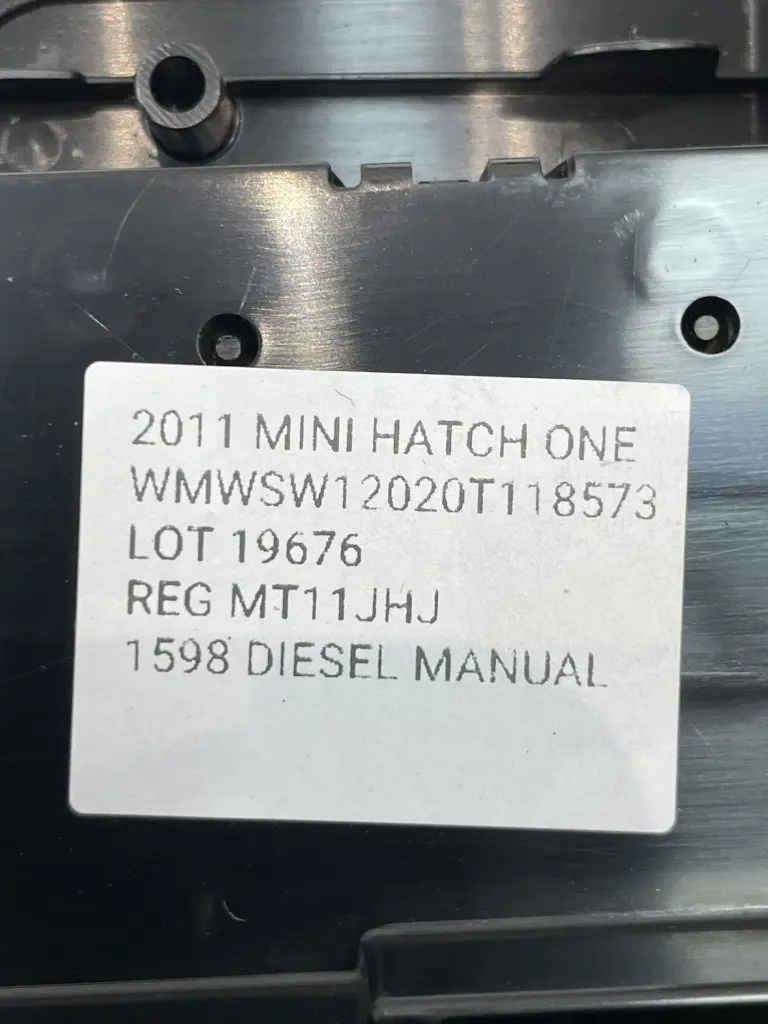 2011 MINI HATCH ONE
WMWSW12020T118573
LOT 19676
REG MT11JHJ
1598 DIESEL MANUAL